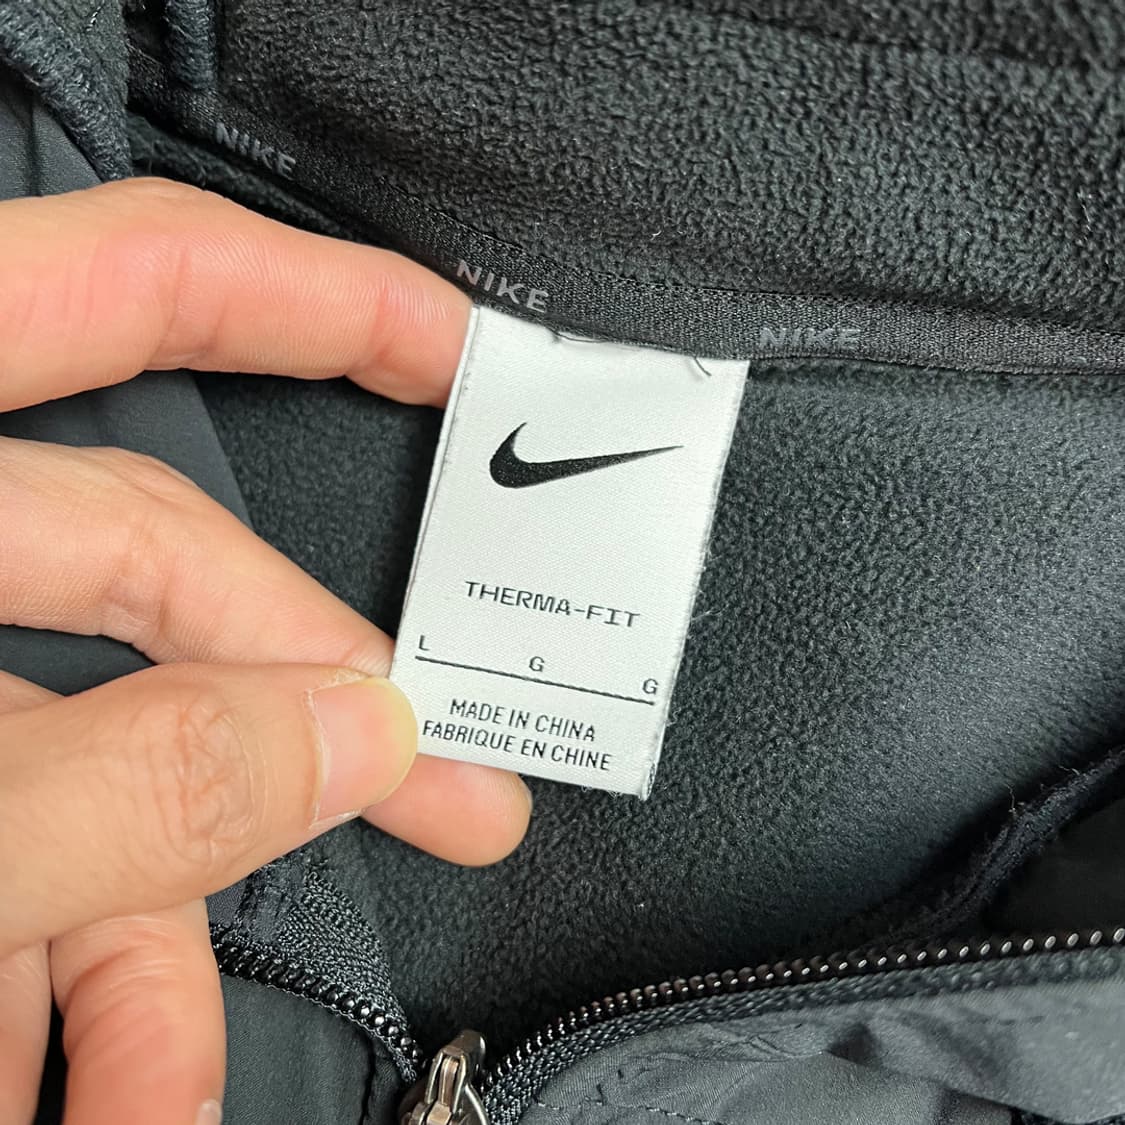 NIKE
NIKE
NIKE
THERMA-FIT
L G G
MADE IN CHINA
FABRIQUE EN CHINE